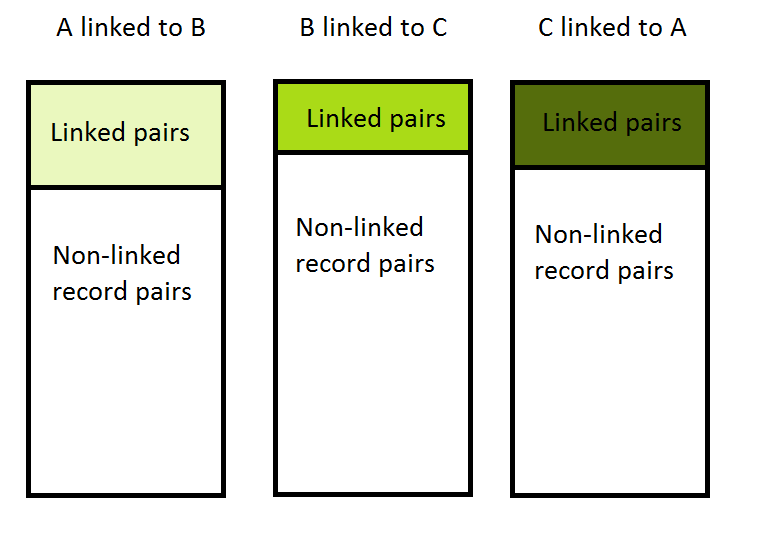 A linked to B
B linked to C
C linked to A
Linked pairs
Linked pairs
Linked pairs
Non-linked
record pairs
Non-linked
record pairs
Non-linked
record pairs